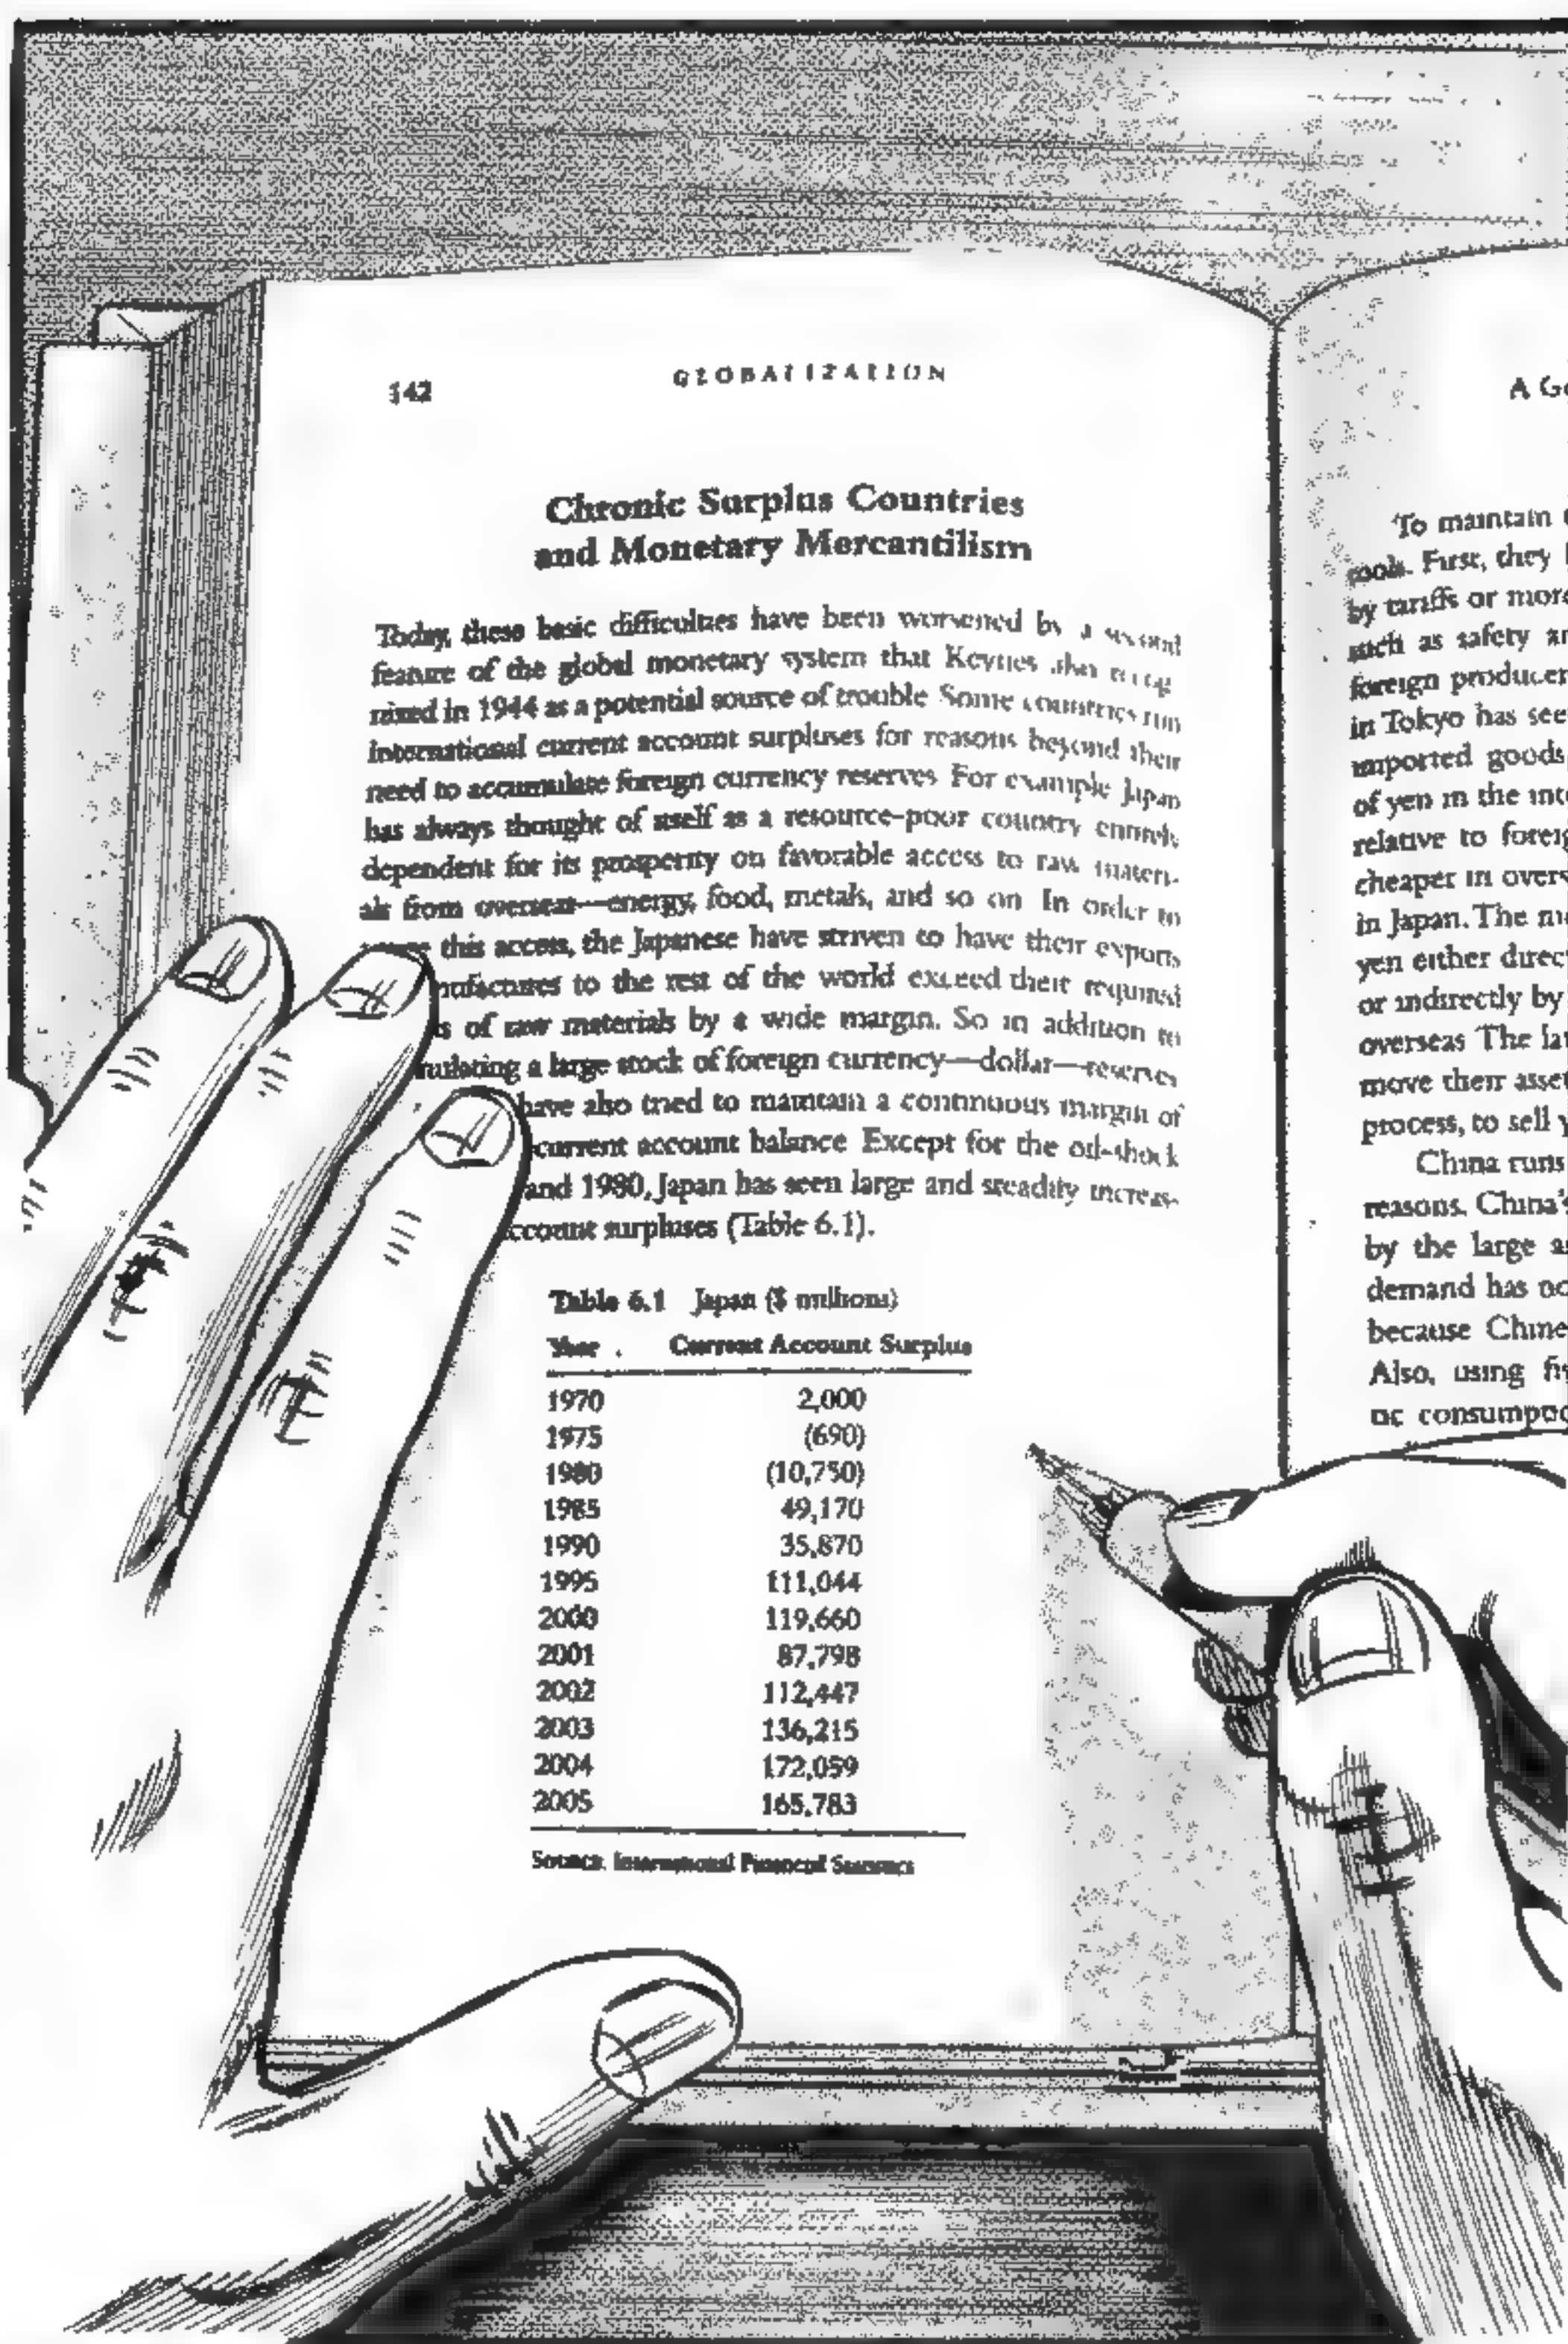 142
GLOBALIZATION
Chronic Surplus Countries
and Monetary Mercantilism
Today, these basic difficulties have been worsened by a second
feature of the global monetary system that Keynes also recog-
nized in 1944 as a potential source of trouble Some countries run
international current account surpluses for reasons beyond their
need to accumulate foreign currency reserves For example Japan
has always thought of itself as a resource-poor country entirely
dependent for its prosperity on favorable access to raw materi-
als from overseas—energy, food, metals, and so on In order to
this access, the Japanese have striven to have their exports
nufactures to the rest of the world exceed their required
s of raw materials by a wide margin. So in addition to
mulating a large stock of foreign currency—dollar—reserves
have also tried to maintain a continuous margin of
current account balance Except for the oil-shock
and 1980, Japan has seen large and steadily increas-
ccount surpluses (Table 6.1).
Table 6.1 Japan ($ millions)
Year Current Account Surplus
1970 2,000
1975 (690)
1980 (10,750)
1985 49,170
1990 35,870
1995 111,044
2000 119,660
2001 87,798
2002 112,447
2003 136,215
2004 172,059
2005 165,783
Source: International Financial Statistics
A G
To maintain
tools. First, they
by tariffs or more
such as safety an
foreign producer
in Tokyo has see
imported goods
of yen in the int
relative to foreig
cheaper in overs
in Japan. The m
yen either direct
or indirectly by
overseas The la
move their asset
process, to sell y
China runs
reasons. China's
by the large a
demand has no
because Chine
Also, using fi
tic consumptio